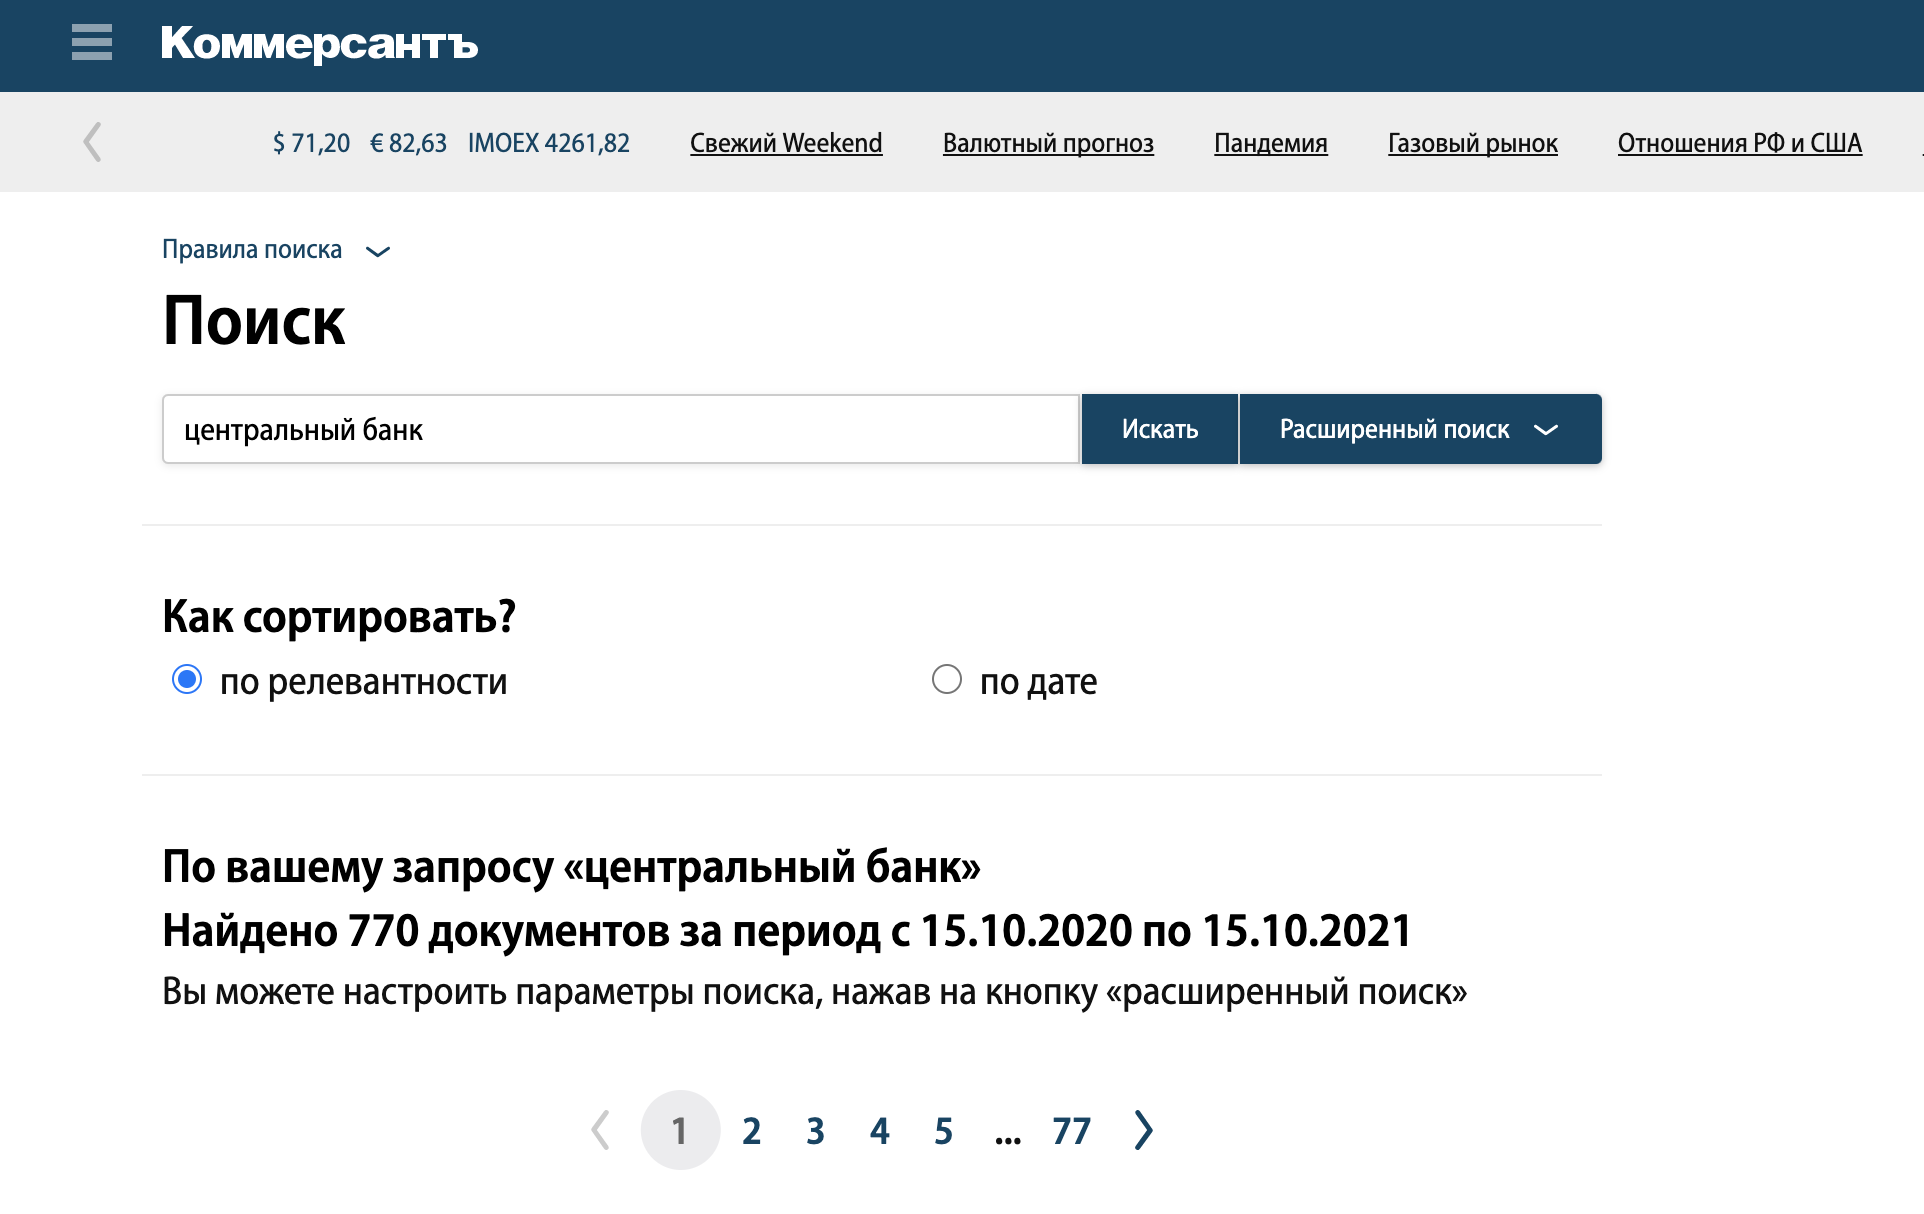 Коммерсантъ
$ 71,20 € 82,63 IMOEX 4261,82 Свежий Weekend Валютный прогноз Пандемия Газовый рынок Отношения РФ и США
Правила поиска
Поиск
центральный банк Искать Расширенный поиск
Как сортировать?
по релевантности по дате
По вашему запросу «центральный банк»
Найдено 770 документов за период с 15.10.2020 по 15.10.2021
Вы можете настроить параметры поиска, нажав на кнопку «расширенный поиск»
1 2 3 4 5 ... 77